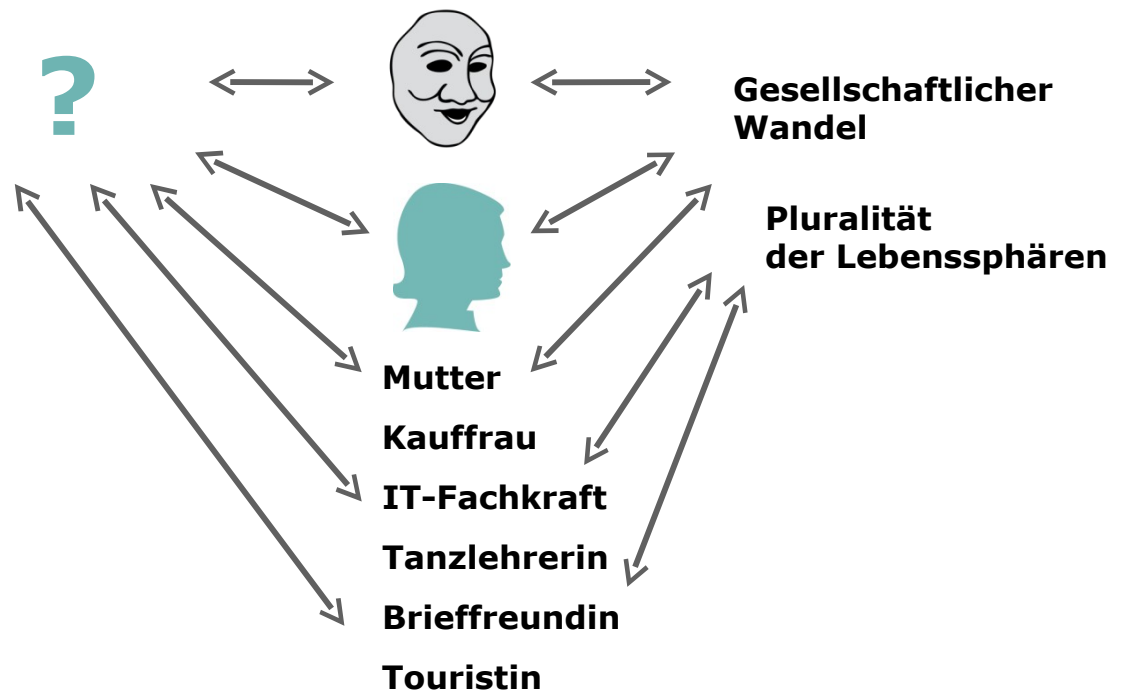 ?
Gesellschaftlicher
Wandel
Pluralität
der Lebenssphären
Mutter
Kauffrau
IT-Fachkraft
Tanzlehrerin
Brieffreundin
Touristin